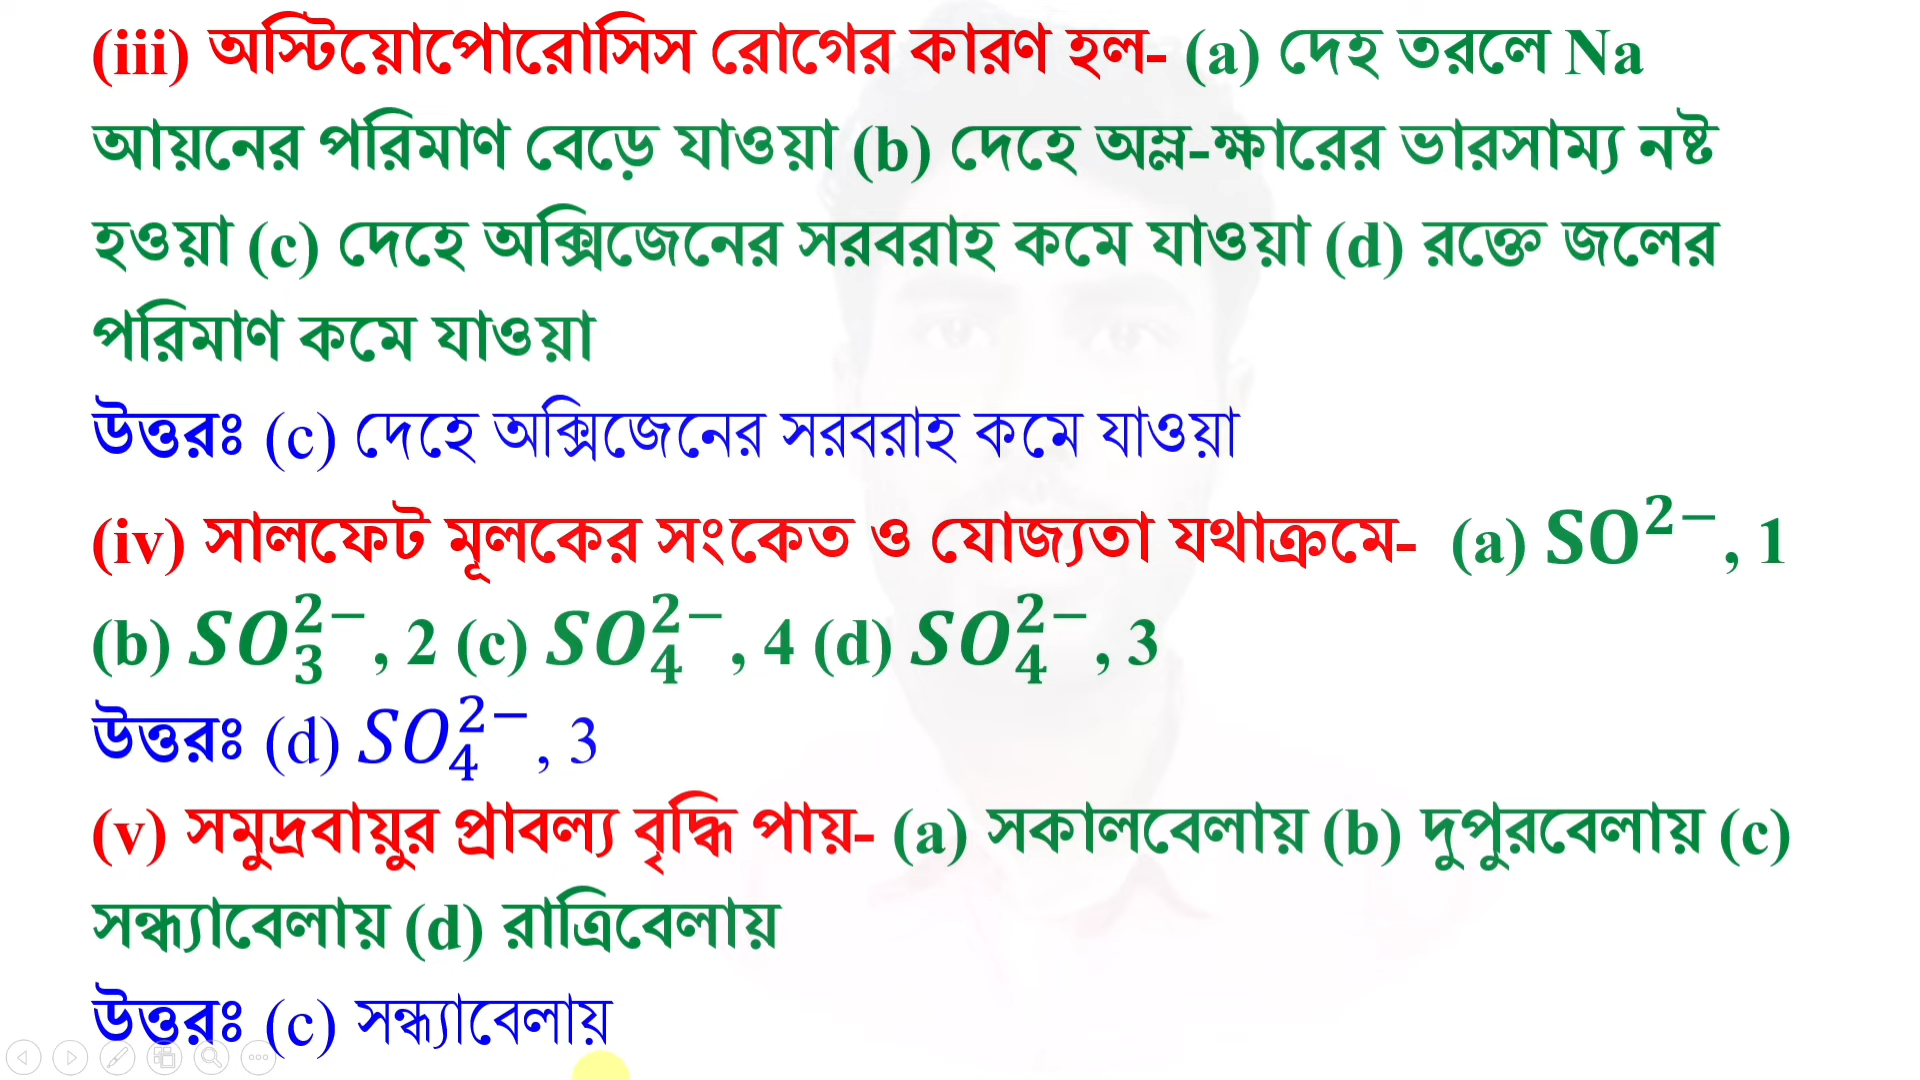 (iii) অস্টিয়োপোরোসিস রোগের কারণ হল- (a) দেহ তরলে Na
আয়নের পরিমাণ বেড়ে যাওয়া (b) দেহে অম্ল-ক্ষারের ভারসাম্য নষ্ট
হওয়া (c) দেহে অক্সিজেনের সরবরাহ কমে যাওয়া (d) রক্তে জলের
পরিমাণ কমে যাওয়া
উত্তরঃ (c) দেহে অক্সিজেনের সরবরাহ কমে যাওয়া
(iv) সালফেট মূলকের সংকেত ও যোজ্যতা যথাক্রমে- (a) SO²⁻, 1
(b) SO₃²⁻, 2 (c) SO₄²⁻, 4 (d) SO₄²⁻, 3
উত্তরঃ (d) SO₄²⁻, 3
(v) সমুদ্রবায়ুর প্রাবল্য বৃদ্ধি পায়- (a) সকালবেলায় (b) দুপুরবেলায় (c)
সন্ধ্যাবেলায় (d) রাত্রিবেলায়
উত্তরঃ (c) সন্ধ্যাবেলায়